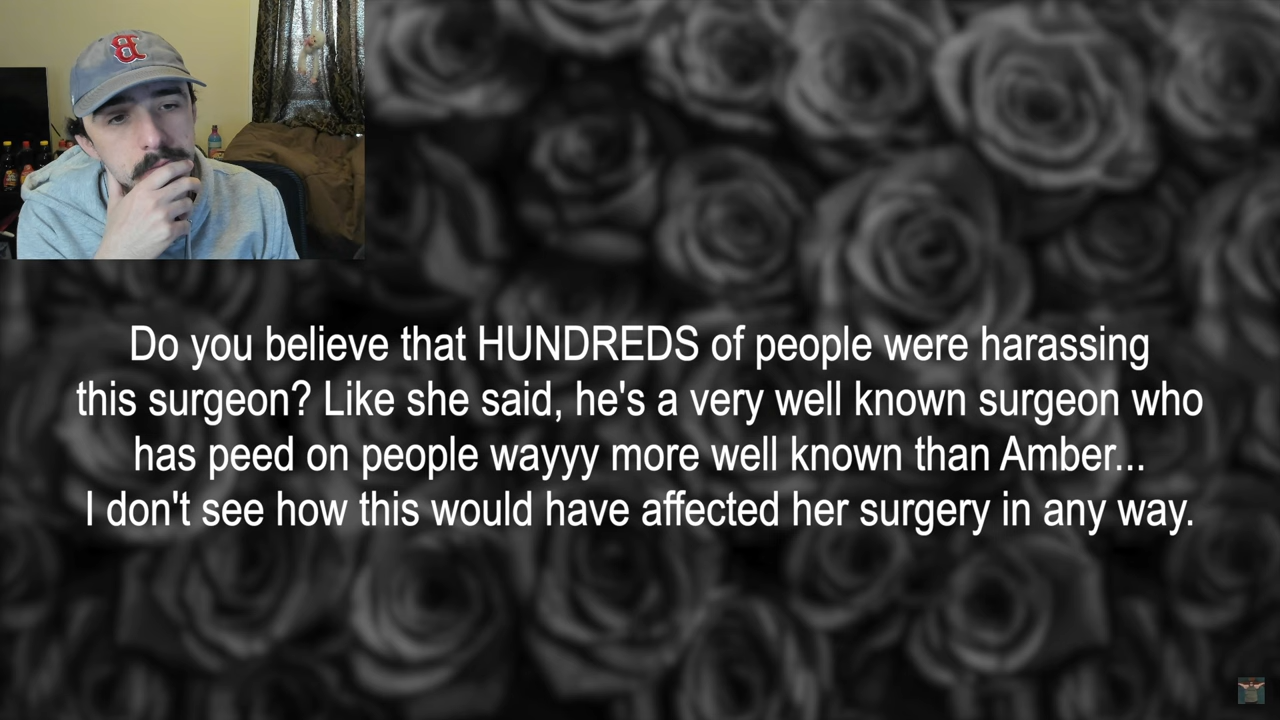 B
Do you believe that HUNDREDS of people were harassing
this surgeon? Like she said, he's a very well known surgeon who
has peed on people wayyy more well known than Amber...
I don't see how this would have affected her surgery in any way.